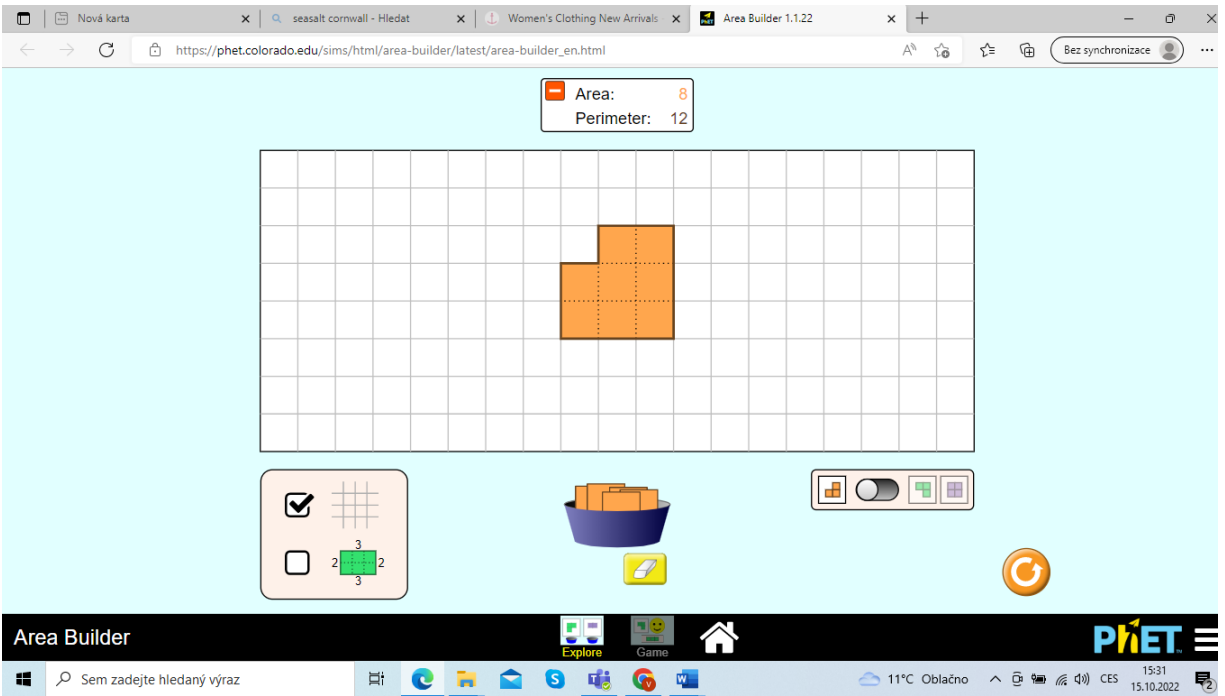 Nová karta
seasalt cornwall - Hledat
Women's Clothing New Arrivals
Area Builder 1.1.22
https://phet.colorado.edu/sims/html/area-builder/latest/area-builder_en.html
Bez synchronizace
Area: 8
Perimeter: 12
3
2 2
3
Area Builder
Explore
Game
PhET
Sem zadejte hledaný výraz
11°C Oblačno
CES
15:31
15.10.2022
2